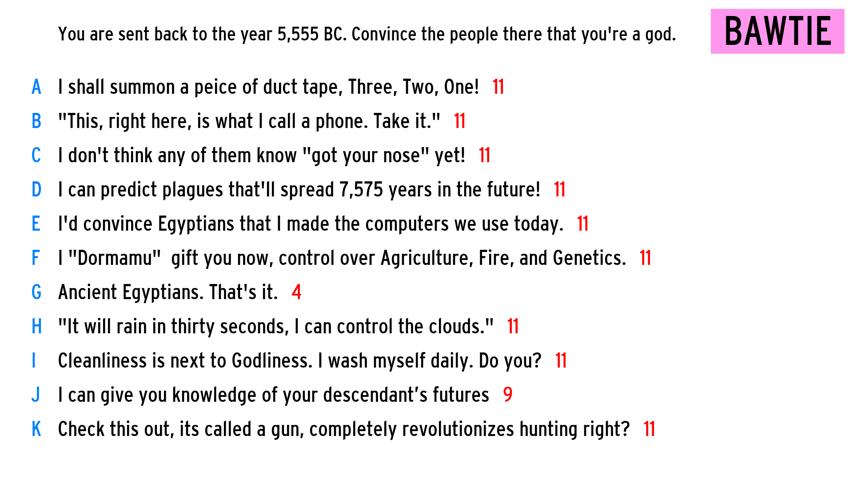 You are sent back to the year 5,555 BC. Convince the people there that you're a god.
BAWTIE
A I shall summon a peice of duct tape, Three, Two, One! 11
B "This, right here, is what I call a phone. Take it." 11
C I don't think any of them know "got your nose" yet! 11
D I can predict plagues that'll spread 7,575 years in the future! 11
E I'd convince Egyptians that I made the computers we use today. 11
F I "Dormamu" gift you now, control over Agriculture, Fire, and Genetics. 11
G Ancient Egyptians. That's it. 4
H "It will rain in thirty seconds, I can control the clouds." 11
I Cleanliness is next to Godliness. I wash myself daily. Do you? 11
J I can give you knowledge of your descendant’s futures 9
K Check this out, its called a gun, completely revolutionizes hunting right? 11